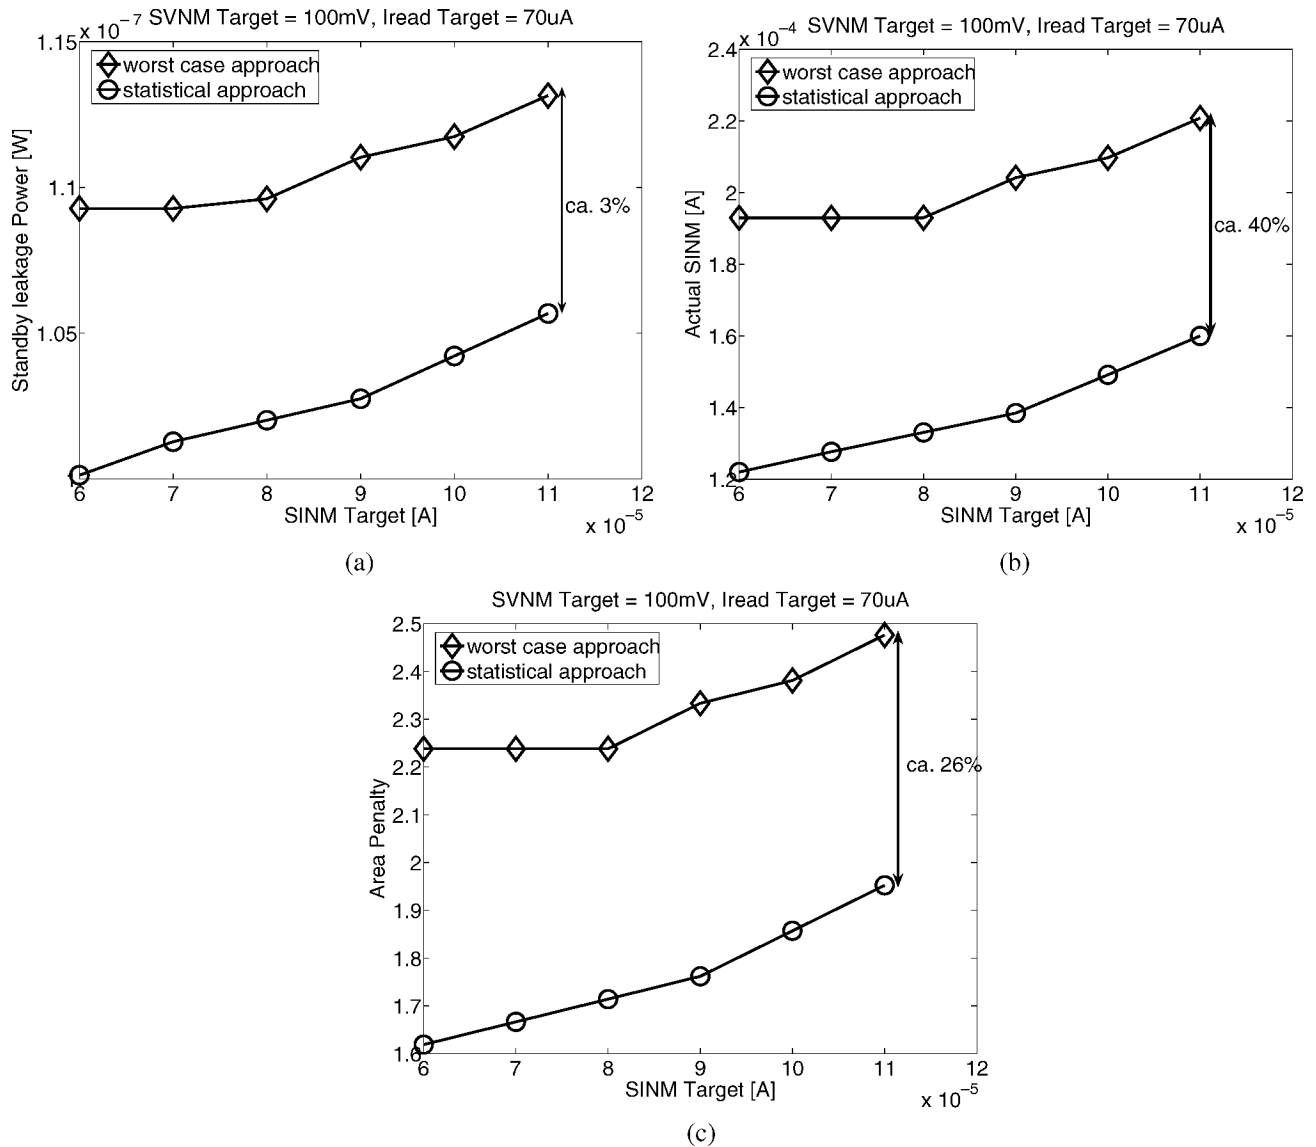 x 10⁻⁷ SVNM Target = 100mV, Iread Target = 70uA
1.15
worst case approach
statistical approach
Standby leakage Power [W]
1.1
ca. 3%
1.05
1
6 7 8 9 10 11 12
SINM Target [A]
x 10⁻⁵
(a)
x 10⁻⁴ SVNM Target = 100mV, Iread Target = 70uA
2.4
worst case approach
statistical approach
2.2
Actual SINM [A]
2
ca. 40%
1.8
1.6
1.4
1.2
6 7 8 9 10 11 12
SINM Target [A]
x 10⁻⁵
(b)
SVNM Target = 100mV, Iread Target = 70uA
2.5
worst case approach
statistical approach
2.4
2.3
2.2
ca. 26%
2.1
Area Penalty
2
1.9
1.8
1.7
1.6
6 7 8 9 10 11 12
SINM Target [A]
x 10⁻⁵
(c)